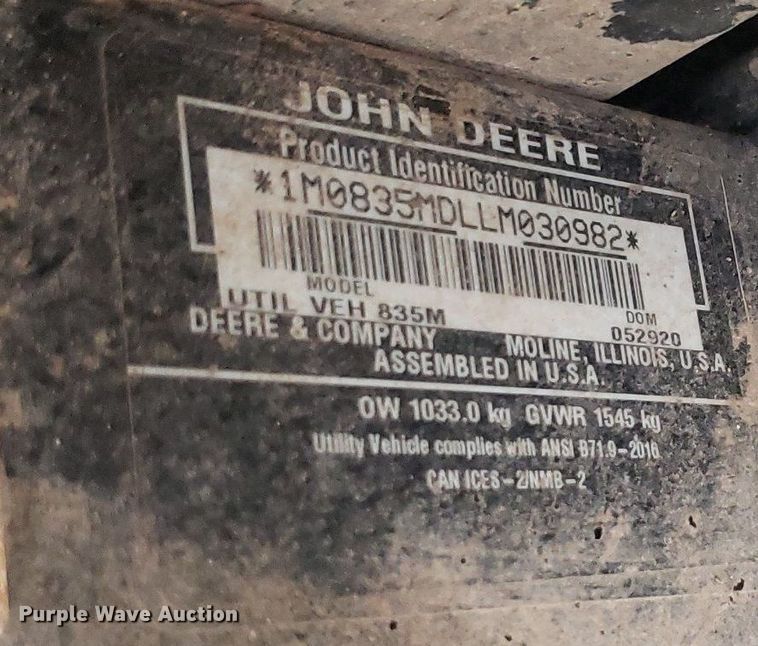 JOHN DEERE
Product Identification Number
*1M0835MDLLM030982*
MODEL DOM
UTIL VEH 835M 052920
DEERE & COMPANY MOLINE, ILLINOIS, U.S.A.
ASSEMBLED IN U.S.A.
OW 1033.0 kg GVWR 1545 kg
Utility Vehicle complies with ANSI B71.9-2016
CAN ICES-2/NMB-2
Purple Wave Auction